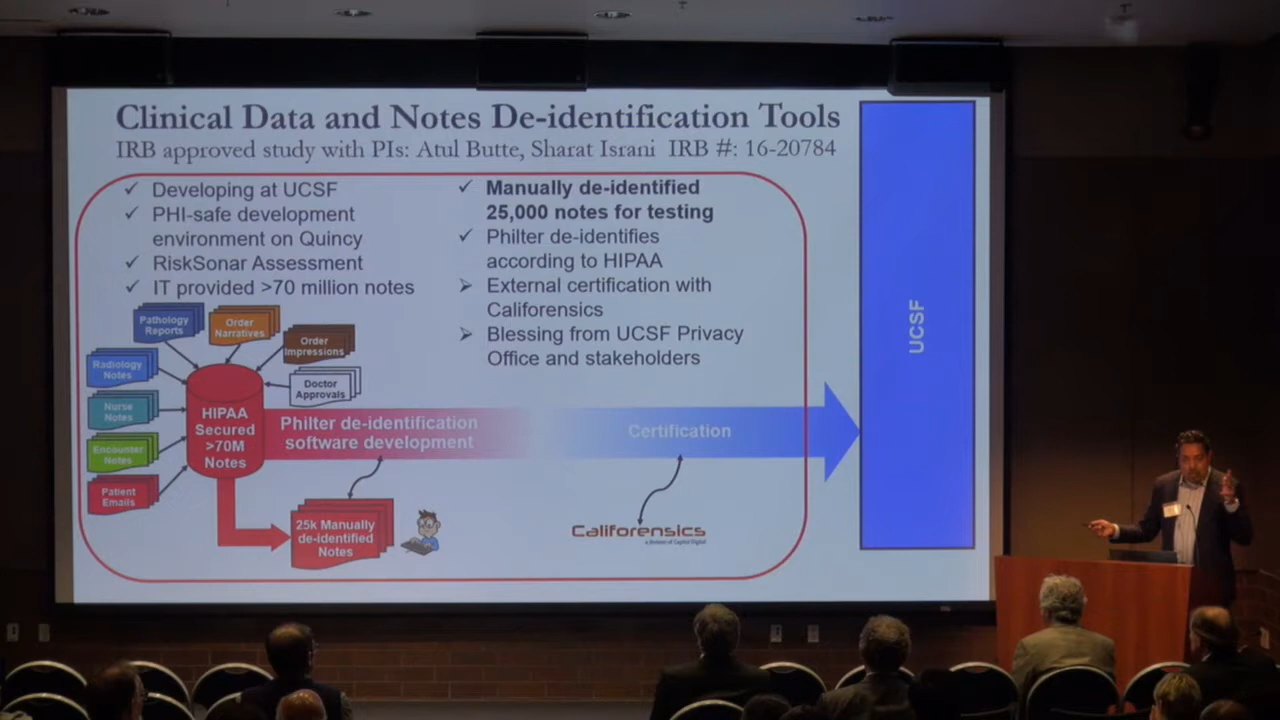 Clinical Data and Notes De-identification Tools
IRB approved study with PIs: Atul Butte, Sharat Israni IRB #: 16-20784
✓ Developing at UCSF
✓ PHI-safe development
environment on Quincy
✓ RiskSonar Assessment
✓ IT provided >70 million notes
✓ Manually de-identified
25,000 notes for testing
✓ Philter de-identifies
according to HIPAA
➢ External certification with
Califorensics
➢ Blessing from UCSF Privacy
Office and stakeholders
Pathology
Reports
Order
Narratives
Order
Impressions
Radiology
Notes
Doctor
Approvals
Nurse
Notes
Encounter
Notes
Patient
Emails
HIPAA
Secured
>70M
Notes
Philter de-identification
software development
Certification
UCSF
25k Manually
de-identified
Notes
Califorensics
a division of Capitol Digital